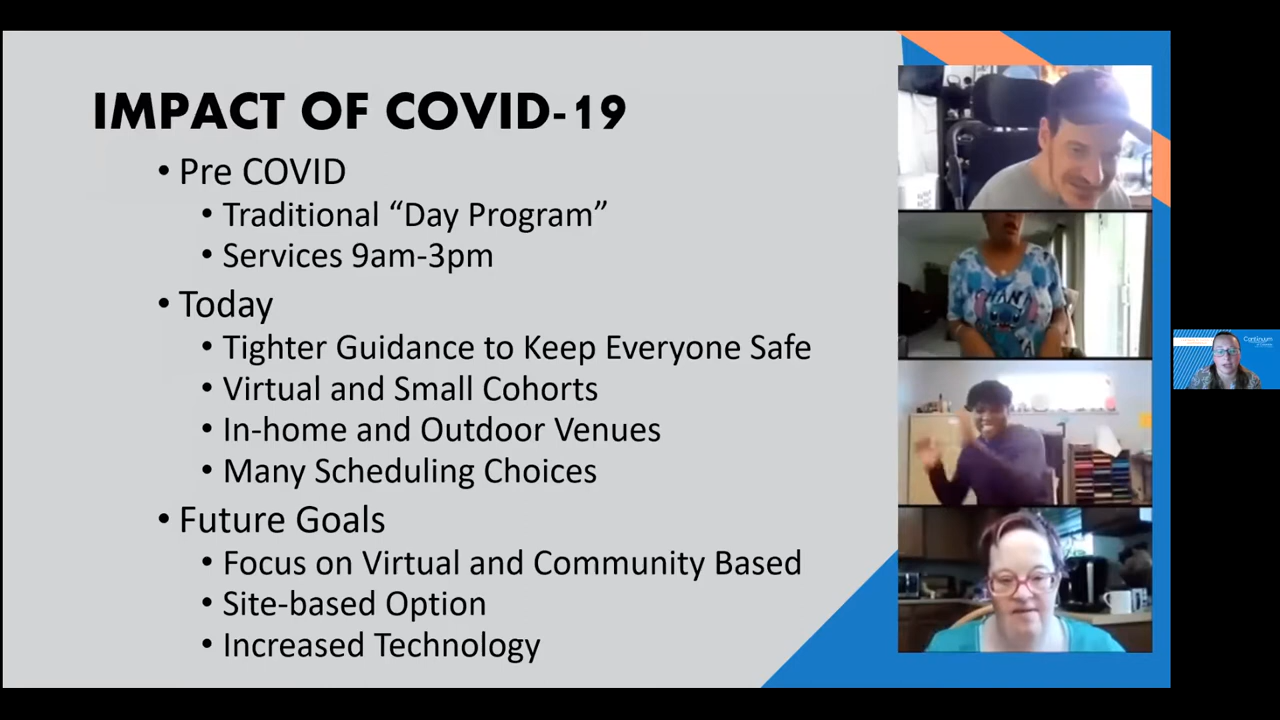 IMPACT OF COVID-19
• Pre COVID
• Traditional “Day Program”
• Services 9am-3pm
• Today
• Tighter Guidance to Keep Everyone Safe
• Virtual and Small Cohorts
• In-home and Outdoor Venues
• Many Scheduling Choices
• Future Goals
• Focus on Virtual and Community Based
• Site-based Option
• Increased Technology
OHANA
Continuum